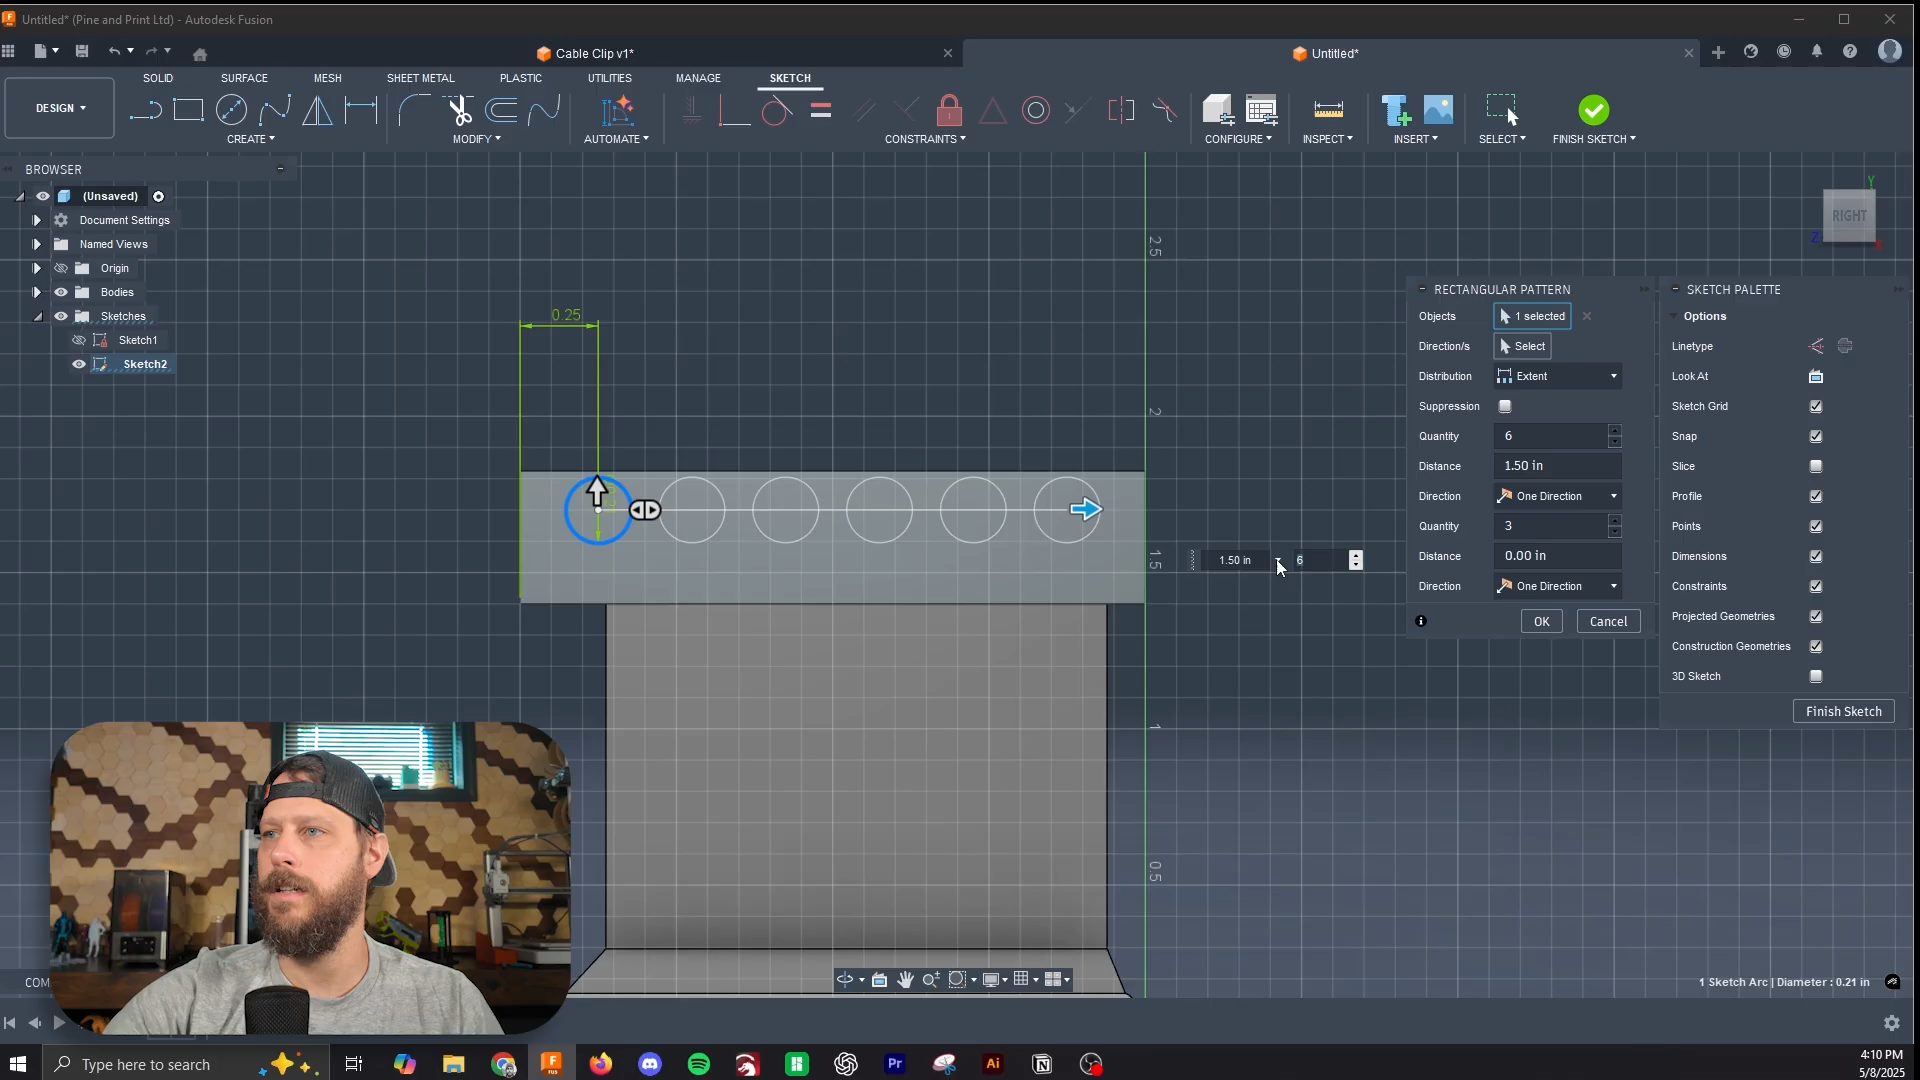 Untitled* (Pine and Print Ltd) - Autodesk Fusion
Cable Clip v1*
Untitled*
DESIGN
SOLID SURFACE MESH SHEET METAL PLASTIC UTILITIES MANAGE SKETCH
CREATE MODIFY AUTOMATE CONSTRAINTS CONFIGURE INSPECT INSERT SELECT FINISH SKETCH
BROWSER
(Unsaved)
Document Settings
Named Views
Origin
Bodies
Sketches
Sketch1
Sketch2
0.25
2.5
2
1.5
1
0.5
Y
RIGHT
Z
X
1.50 in
6
RECTANGULAR PATTERN
Objects 1 selected
Direction/s Select
Distribution Extent
Suppression
Quantity 6
Distance 1.50 in
Direction One Direction
Quantity 3
Distance 0.00 in
Direction One Direction
OK Cancel
SKETCH PALETTE
Options
Linetype
Look At
Sketch Grid
Snap
Slice
Profile
Points
Dimensions
Constraints
Projected Geometries
Construction Geometries
3D Sketch
Finish Sketch
COM
1 Sketch Arc | Diameter : 0.21 in
Type here to search
F
FUS
Pr
Ai
4:10 PM
5/8/2025